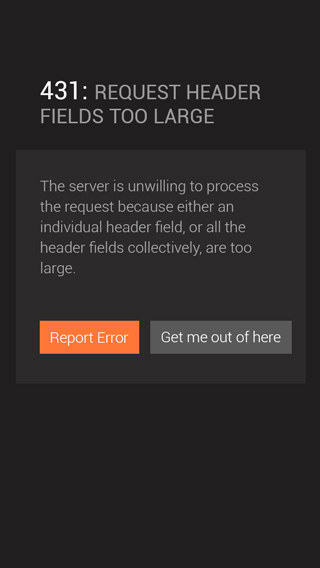 431: REQUEST HEADER
FIELDS TOO LARGE
The server is unwilling to process
the request because either an
individual header field, or all the
header fields collectively, are too
large.
Report Error
Get me out of here